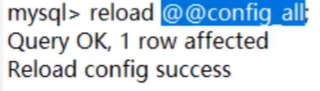 mysql> reload @@config_all;
Query OK, 1 row affected
Reload config success